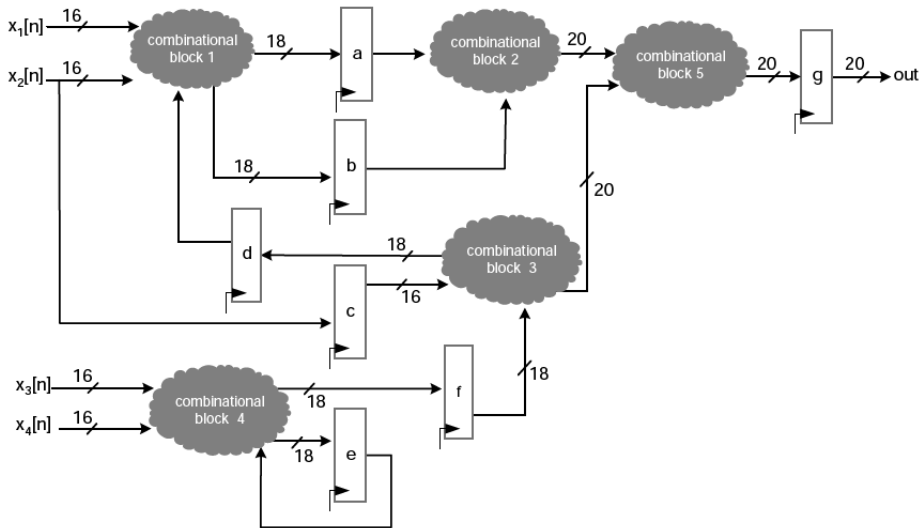 x1[n]
16
combinational
block 1
18
a
combinational
block 2
20
combinational
block 5
20
g
20
out
x2[n]
16
18
b
20
d
18
combinational
block 3
c
16
x3[n]
16
combinational
block 4
18
f
18
x4[n]
16
18
e